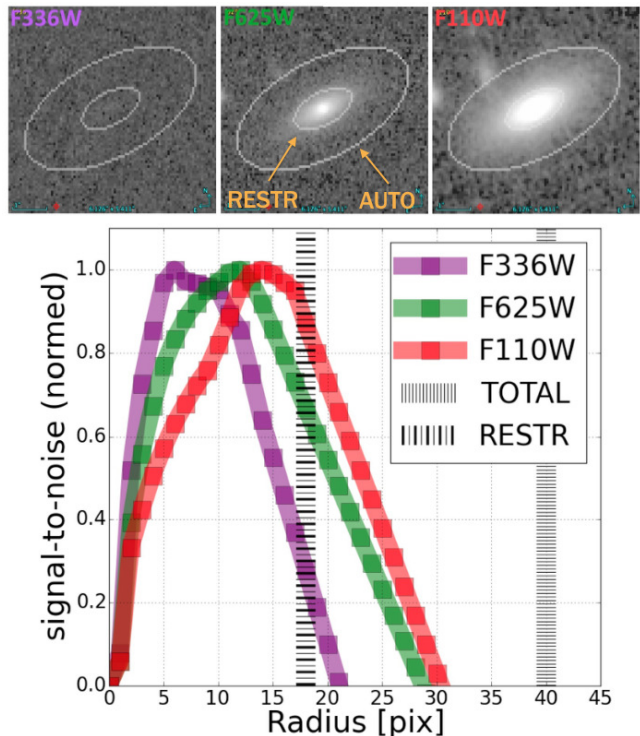 F336W
F625W
F110W
RESTR
AUTO
signal-to-noise (normed)
1.0
0.8
0.6
0.4
0.2
0.0
F336W
F625W
F110W
TOTAL
RESTR
0 5 10 15 20 25 30 35 40 45
Radius [pix]